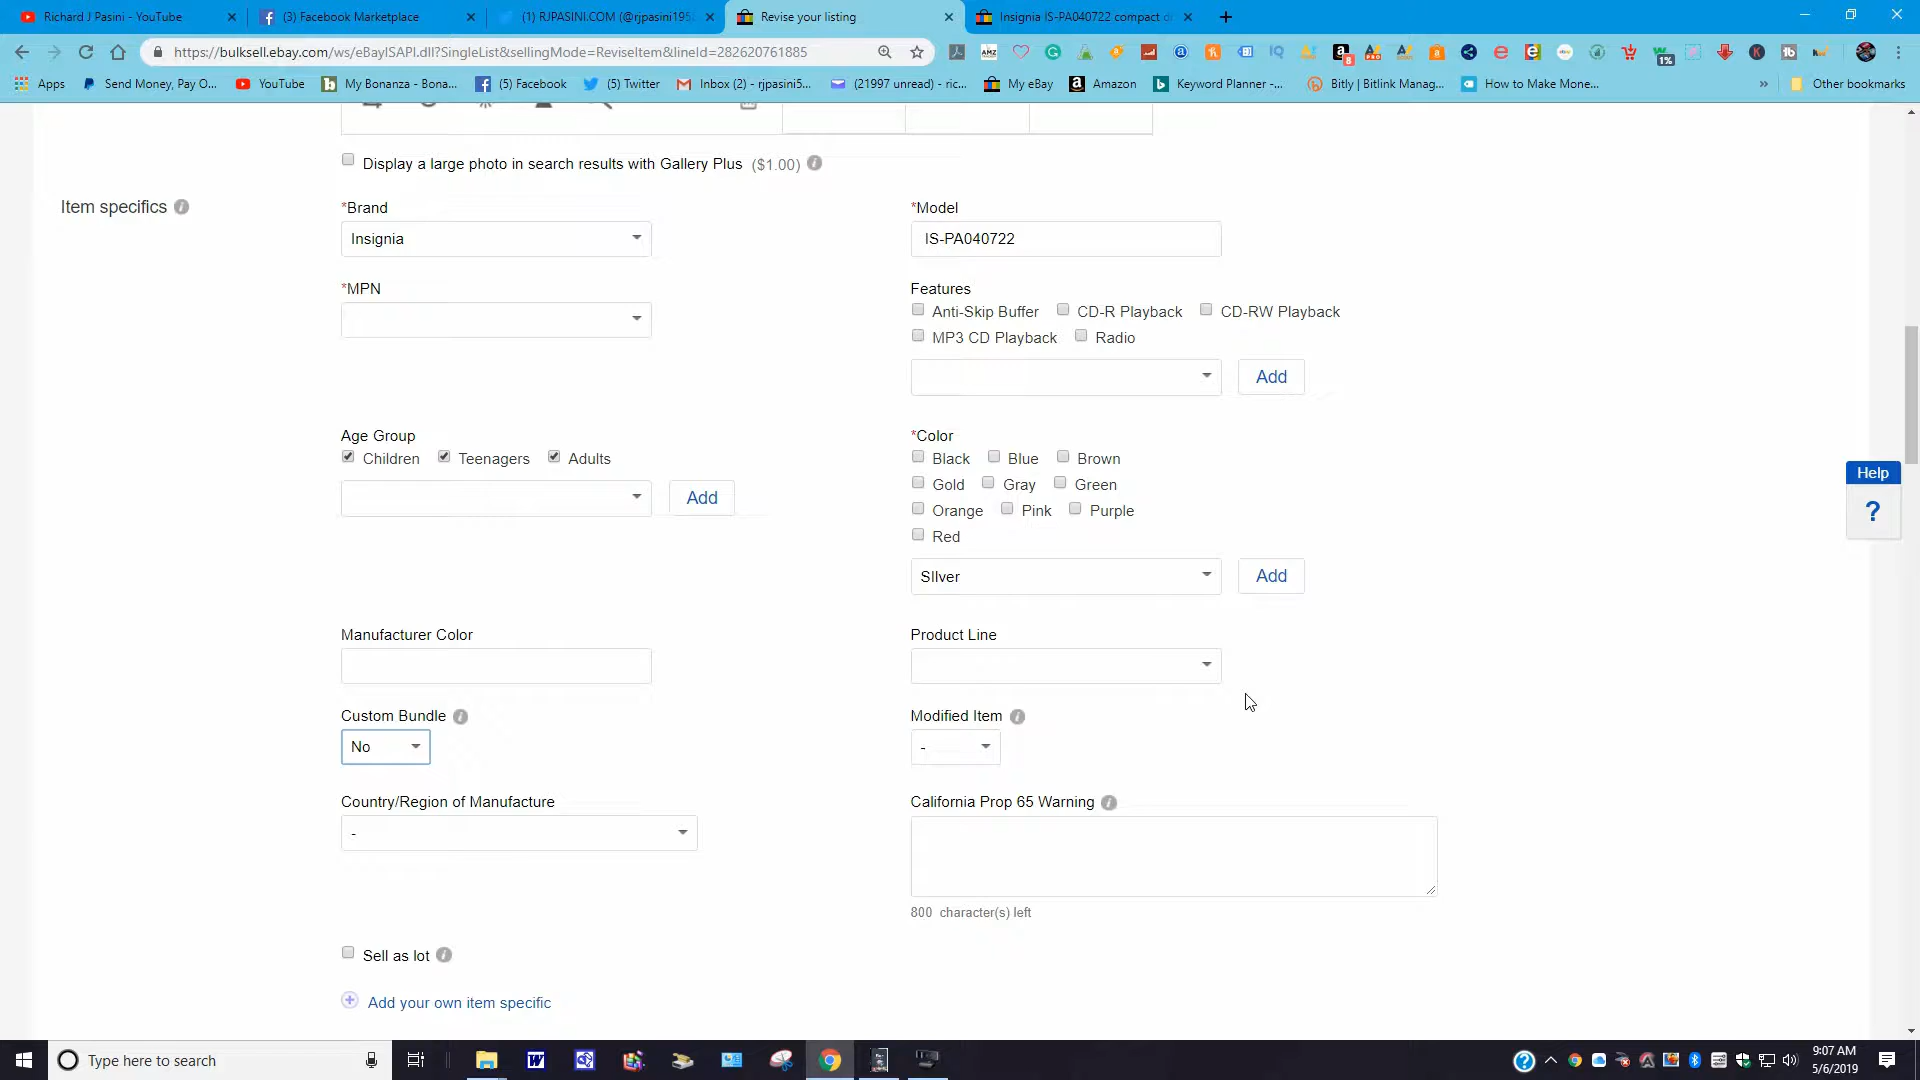 Richard J Pasini - YouTube
(3) Facebook Marketplace
(1) RJPASINI.COM (@rjpasini195
Revise your listing
Insignia IS-PA040722 compact di
https://bulksell.ebay.com/ws/eBayISAPI.dll?SingleList&sellingMode=ReviseItem&lineId=282620761885
Apps
Send Money, Pay O...
YouTube
My Bonanza - Bona...
(5) Facebook
(5) Twitter
Inbox (2) - rjpasini5...
(21997 unread) - ric...
My eBay
Amazon
Keyword Planner -...
Bitly | Bitlink Manag...
How to Make Mone...
»
Other bookmarks
Display a large photo in search results with Gallery Plus ($1.00)
Item specifics
*Brand
Insignia
*Model
IS-PA040722
*MPN
Features
Anti-Skip Buffer CD-R Playback CD-RW Playback
MP3 CD Playback Radio
Add
Age Group
Children Teenagers Adults
Add
*Color
Black Blue Brown
Gold Gray Green
Orange Pink Purple
Red
SIlver
Add
Help
?
Manufacturer Color
Product Line
Custom Bundle
No
Modified Item
-
Country/Region of Manufacture
-
California Prop 65 Warning
800 character(s) left
Sell as lot
Add your own item specific
Type here to search
9:07 AM
5/6/2019